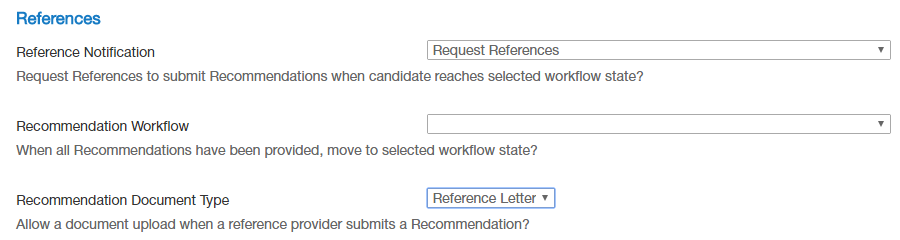 References
Reference Notification
Request References
Request References to submit Recommendations when candidate reaches selected workflow state?
Recommendation Workflow
When all Recommendations have been provided, move to selected workflow state?
Recommendation Document Type
Reference Letter
Allow a document upload when a reference provider submits a Recommendation?